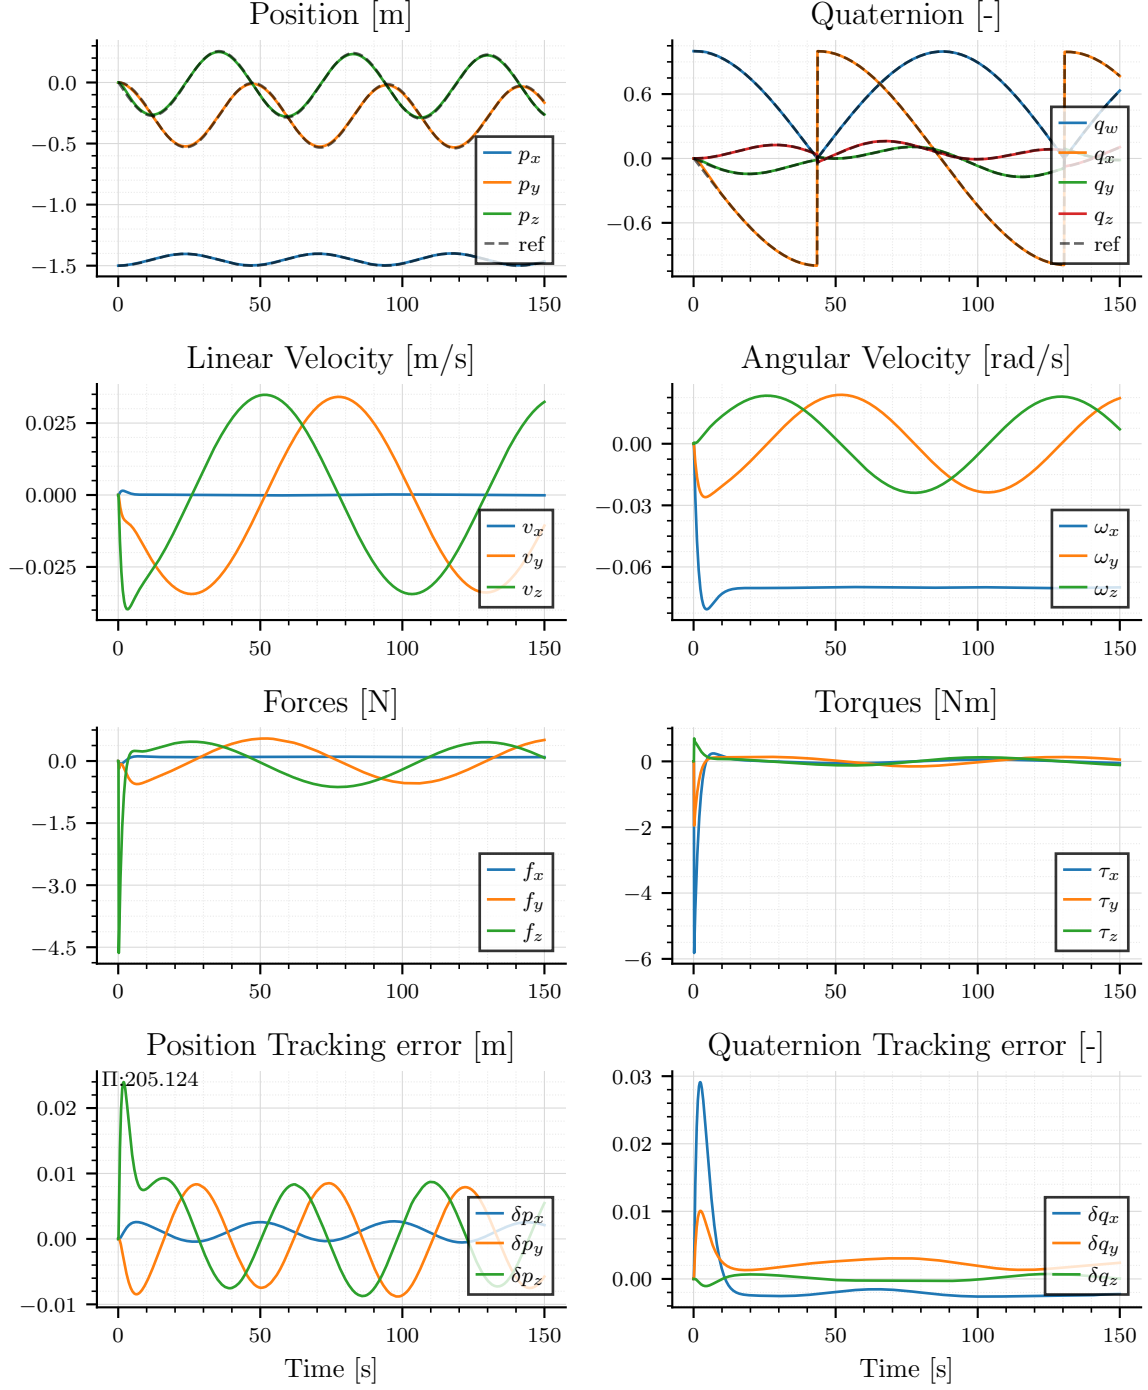 Position [m]
0.0
−0.5
−1.0
−1.5
0 50 100 150
p_x
p_y
p_z
ref
Quaternion [-]
0.6
0.0
−0.6
0 50 100 150
q_w
q_x
q_y
q_z
ref
Linear Velocity [m/s]
0.025
0.000
−0.025
0 50 100 150
v_x
v_y
v_z
Angular Velocity [rad/s]
0.00
−0.03
−0.06
0 50 100 150
ω_x
ω_y
ω_z
Forces [N]
0.0
−1.5
−3.0
−4.5
0 50 100 150
f_x
f_y
f_z
Torques [Nm]
0
−2
−4
−6
0 50 100 150
τ_x
τ_y
τ_z
Position Tracking error [m]
Π:205.124
0.02
0.01
0.00
−0.01
0 50 100 150
Time [s]
δp_x
δp_y
δp_z
Quaternion Tracking error [-]
0.03
0.02
0.01
0.00
0 50 100 150
Time [s]
δq_x
δq_y
δq_z